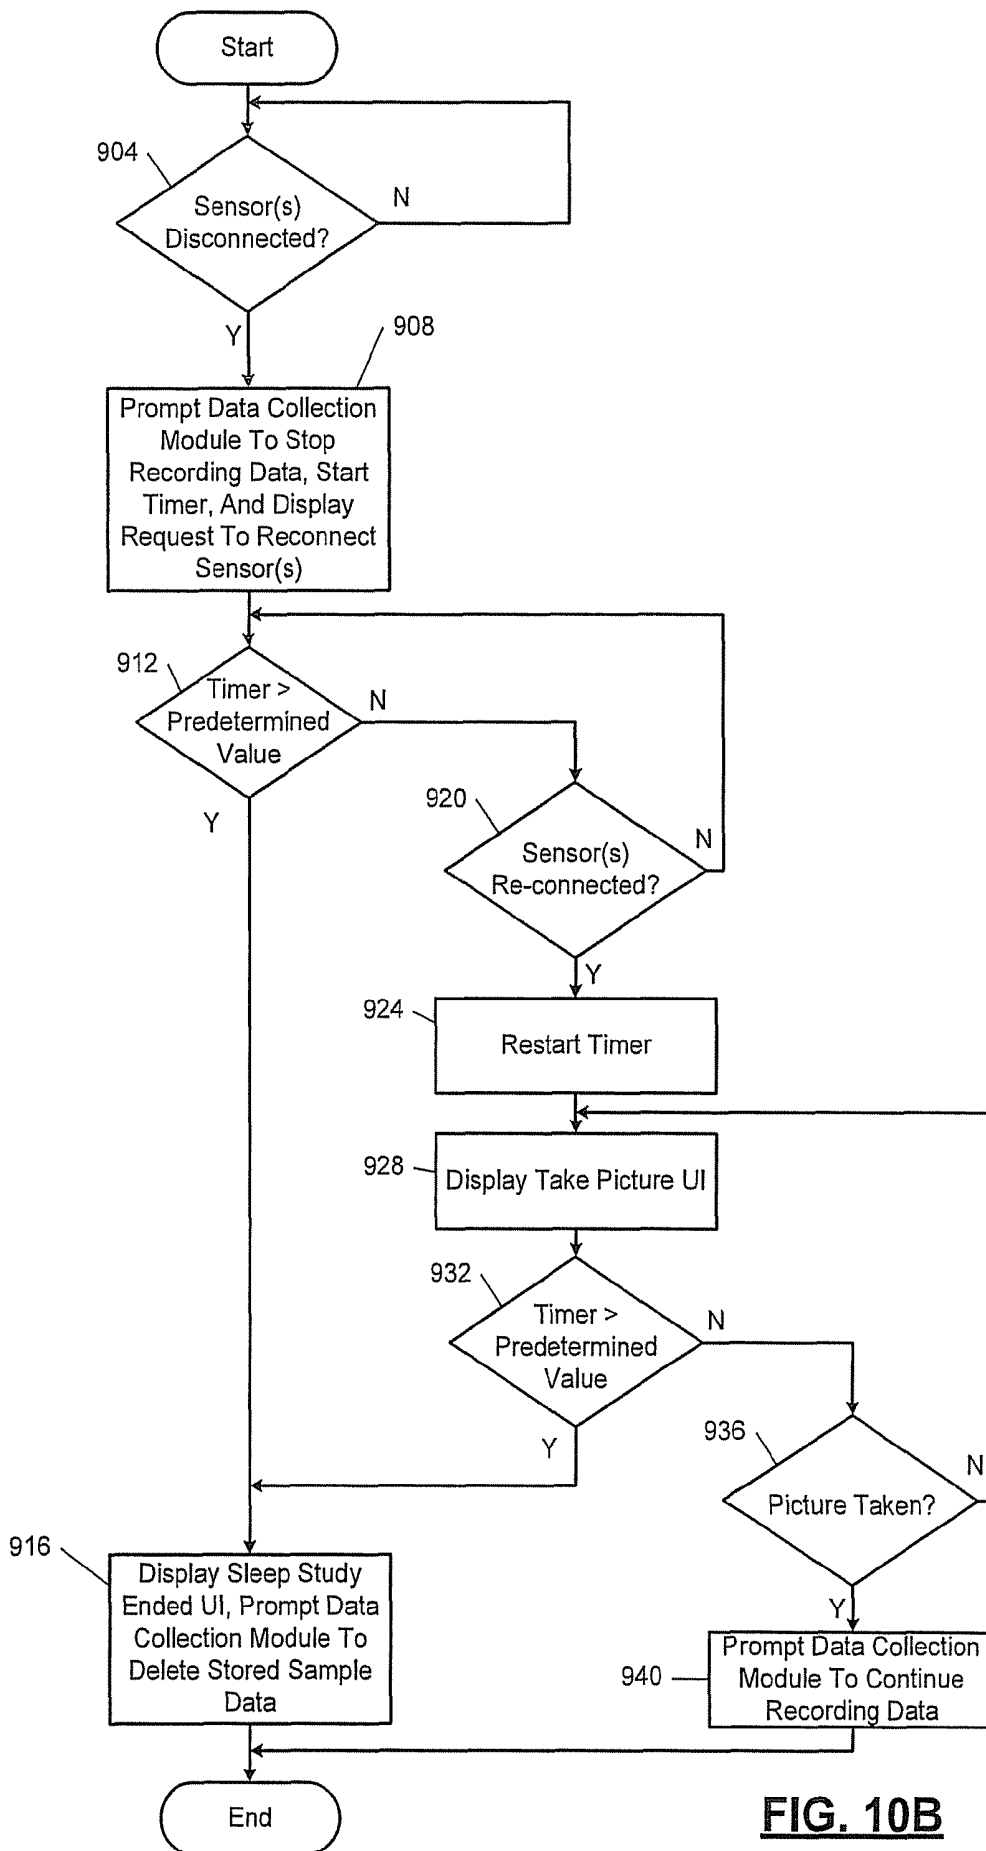 Start
904
Sensor(s)
Disconnected?
N
Y
908
Prompt Data Collection
Module To Stop
Recording Data, Start
Timer, And Display
Request To Reconnect
Sensor(s)
912
Timer >
Predetermined
Value
N
Y
920
Sensor(s)
Re-connected?
N
Y
924
Restart Timer
928
Display Take Picture UI
932
Timer >
Predetermined
Value
N
Y
936
Picture Taken?
N
Y
916
Display Sleep Study
Ended UI, Prompt Data
Collection Module To
Delete Stored Sample
Data
940
Prompt Data Collection
Module To Continue
Recording Data
End
FIG. 10B